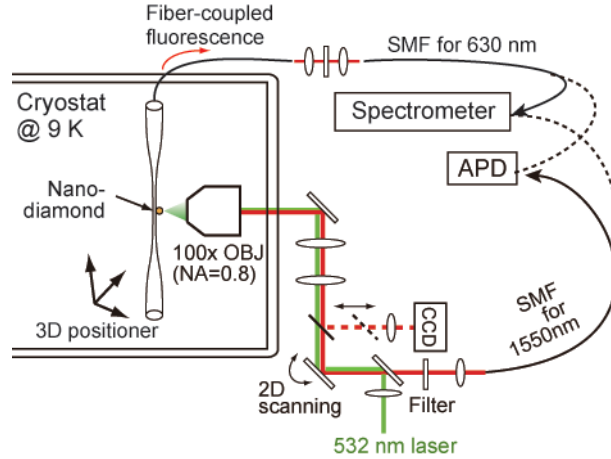 Fiber-coupled
fluorescence
SMF for 630 nm
Cryostat
@ 9 K
Spectrometer
APD
Nano-
diamond
100x OBJ
(NA=0.8)
3D positioner
CCD
SMF
for
1550nm
2D
scanning
Filter
532 nm laser